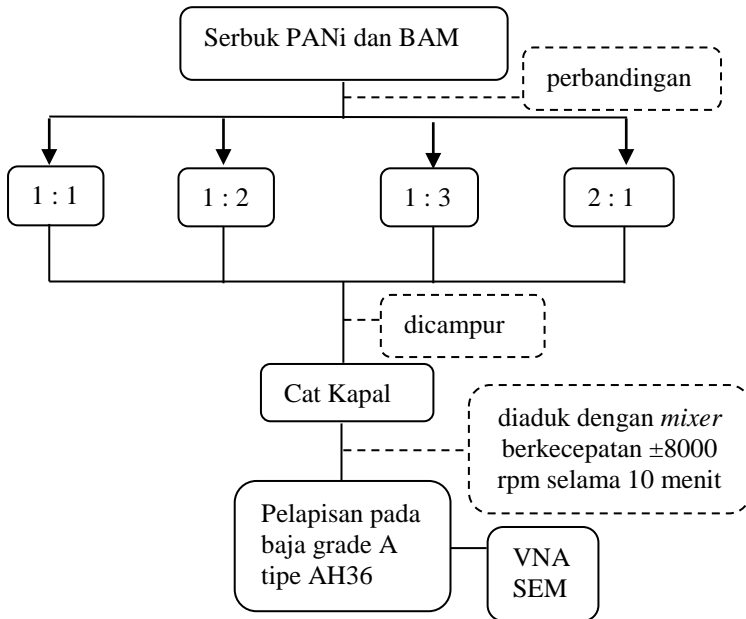 Serbuk PANi dan BAM
perbandingan
1 : 1
1 : 2
1 : 3
2 : 1
dicampur
Cat Kapal
diaduk dengan mixer
berkecepatan ±8000
rpm selama 10 menit
Pelapisan pada
baja grade A
tipe AH36
VNA
SEM